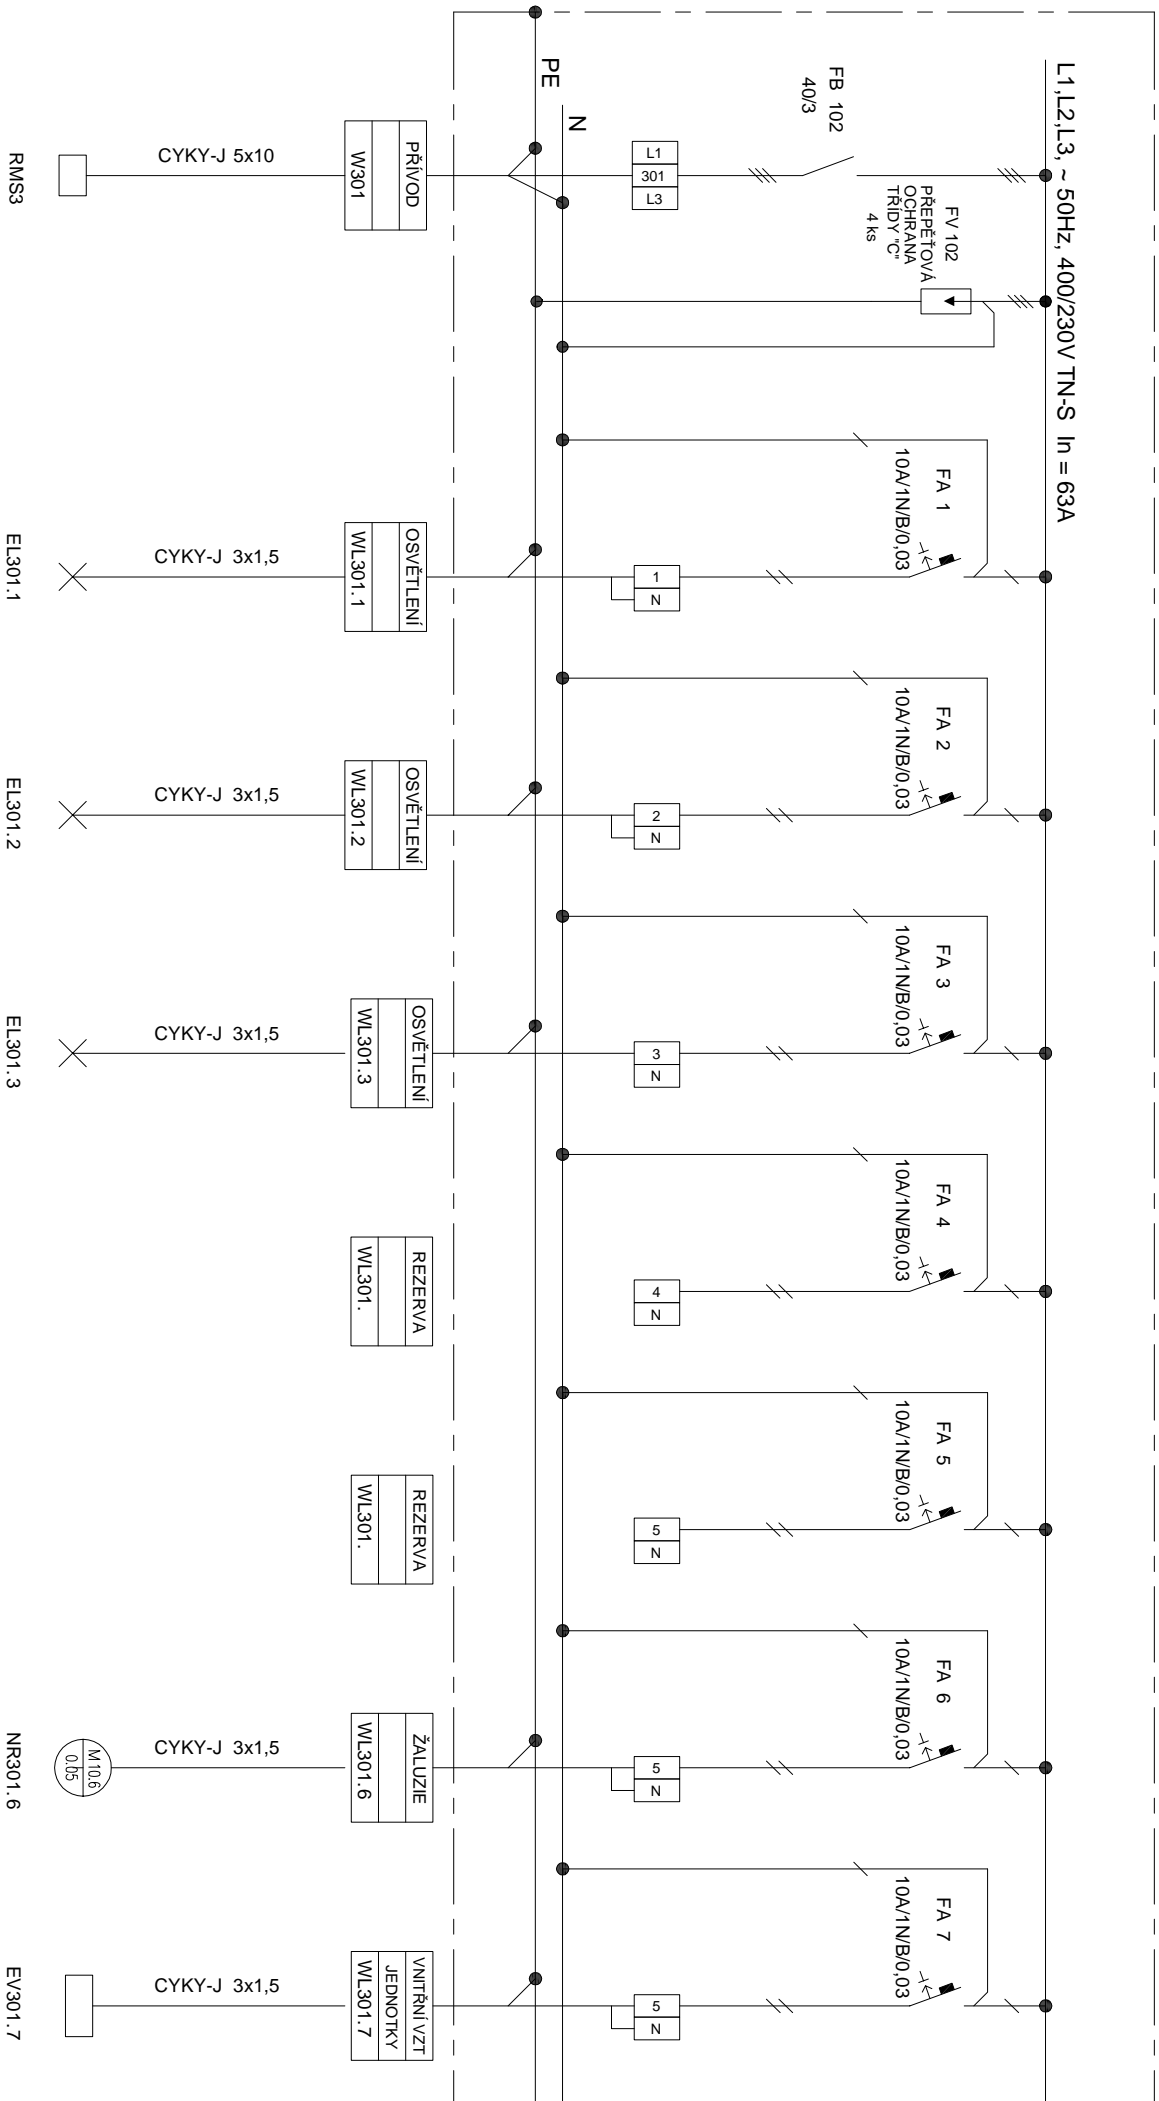 L1,L2,L3, ~ 50Hz, 400/230V TN-S In = 63A
PE
N
FB 102
40/3
FV 102
PŘEPĚŤOVÁ
OCHRANA
TŘÍDY "C"
4 ks
L1
301
L3
PŘÍVOD
W301
CYKY-J 5x10
RMS3
FA 1
10A/1N/B/0,03
1
N
OSVĚTLENÍ
WL301.1
CYKY-J 3x1,5
EL301.1
FA 2
10A/1N/B/0,03
2
N
OSVĚTLENÍ
WL301.2
CYKY-J 3x1,5
EL301.2
FA 3
10A/1N/B/0,03
3
N
OSVĚTLENÍ
WL301.3
CYKY-J 3x1,5
EL301.3
FA 4
10A/1N/B/0,03
4
N
REZERVA
WL301.
FA 5
10A/1N/B/0,03
5
N
REZERVA
WL301.
FA 6
10A/1N/B/0,03
5
N
ŽALUZIE
WL301.6
CYKY-J 3x1,5
M10.6
0.05
NR301.6
FA 7
10A/1N/B/0,03
5
N
VNITŘNÍ VZT
JEDNOTKY
WL301.7
CYKY-J 3x1,5
EV301.7